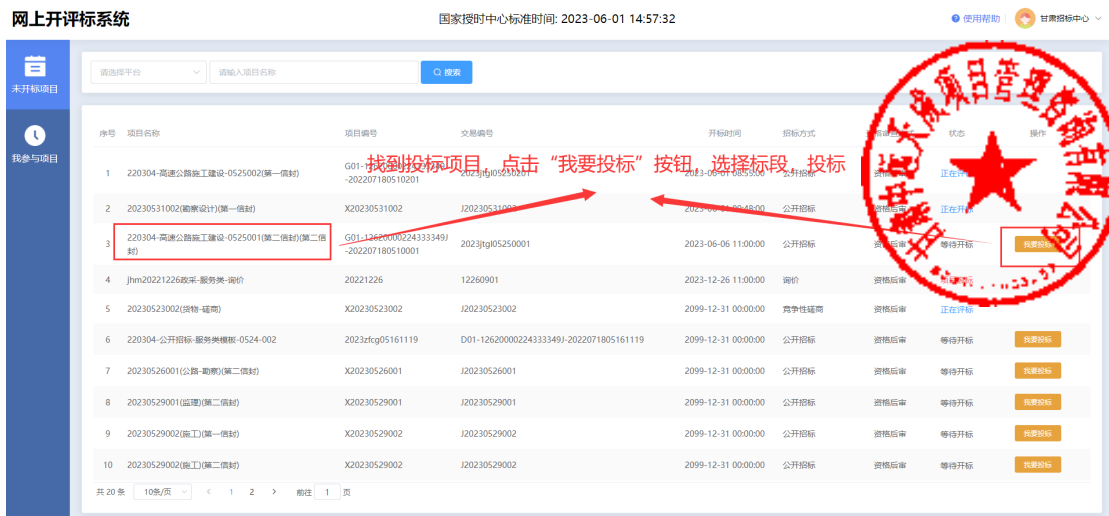 网上开评标系统
国家授时中心标准时间: 2023-06-01 14:57:32
使用帮助
甘肃招标中心
未开标项目
我参与项目
请选择平台
请输入项目名称
搜索
序号 项目名称 项目编号 交易编号 开标时间 招标方式 状态 操作
找到投标项目，点击“我要投标”按钮，选择标段，投标
1 220304-高速公路施工建设-0525002(第一信封) -202207180510201 2023jtgl05250201 2023-06-01 08:55:00 公开招标 正在评标
2 20230531002(勘察设计)(第一信封) X20230531002 J20230531002 公开招标 正在开标
3 220304-高速公路施工建设-0525001(第二信封)(第二信封) G01-12620000224333349J-202207180510001 2023jtgl05250001 2023-06-06 11:00:00 公开招标 资格后审 等待开标 我要投标
4 jhm20221226政采-服务类-询价 20221226 12260901 2023-12-26 11:00:00 询价
5 20230523002(货物-磋商) X20230523002 J20230523002 2099-12-31 00:00:00 竞争性磋商 资格后审 正在评标
6 220304-公开招标-服务类模板-0524-002 2023zfcg05161119 D01-12620000224333349J-2022071805161119 2099-12-31 00:00:00 公开招标 资格后审 等待开标 我要投标
7 20230526001(公路-勘察)(第二信封) X20230526001 J20230526001 2099-12-31 00:00:00 公开招标 资格后审 等待开标 我要投标
8 20230529001(监理)(第二信封) X20230529001 J20230529001 2099-12-31 00:00:00 公开招标 资格后审 等待开标 我要投标
9 20230529002(施工)(第一信封) X20230529002 J20230529002 2099-12-31 00:00:00 公开招标 资格后审 等待开标 我要投标
10 20230529002(施工)(第二信封) X20230529002 J20230529002 2099-12-31 00:00:00 公开招标 资格后审 等待开标 我要投标
共 20 条 10条/页 < 1 2 > 前往 1 页